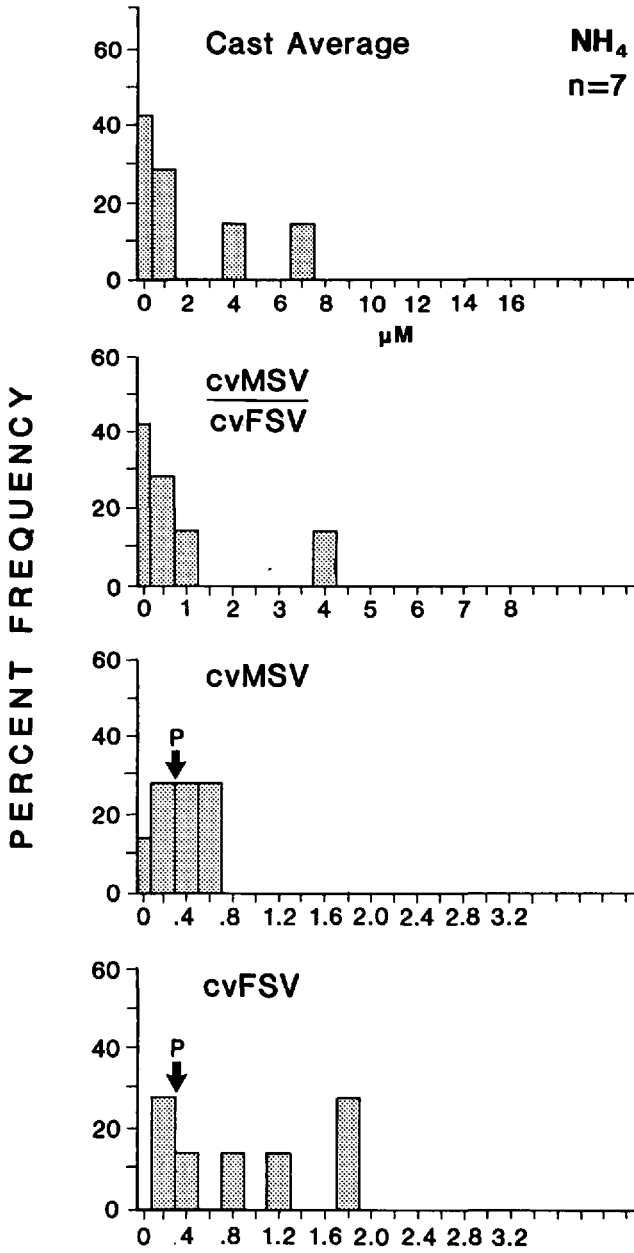 PERCENT FREQUENCY
Cast Average
NH₄
n=7
60
40
20
0
0 2 4 6 8 10 12 14 16
µM
cvMSV
cvFSV
60
40
20
0
0 1 2 3 4 5 6 7 8
cvMSV
P
60
40
20
0
0 .4 .8 1.2 1.6 2.0 2.4 2.8 3.2
cvFSV
P
60
40
20
0
0 .4 .8 1.2 1.6 2.0 2.4 2.8 3.2